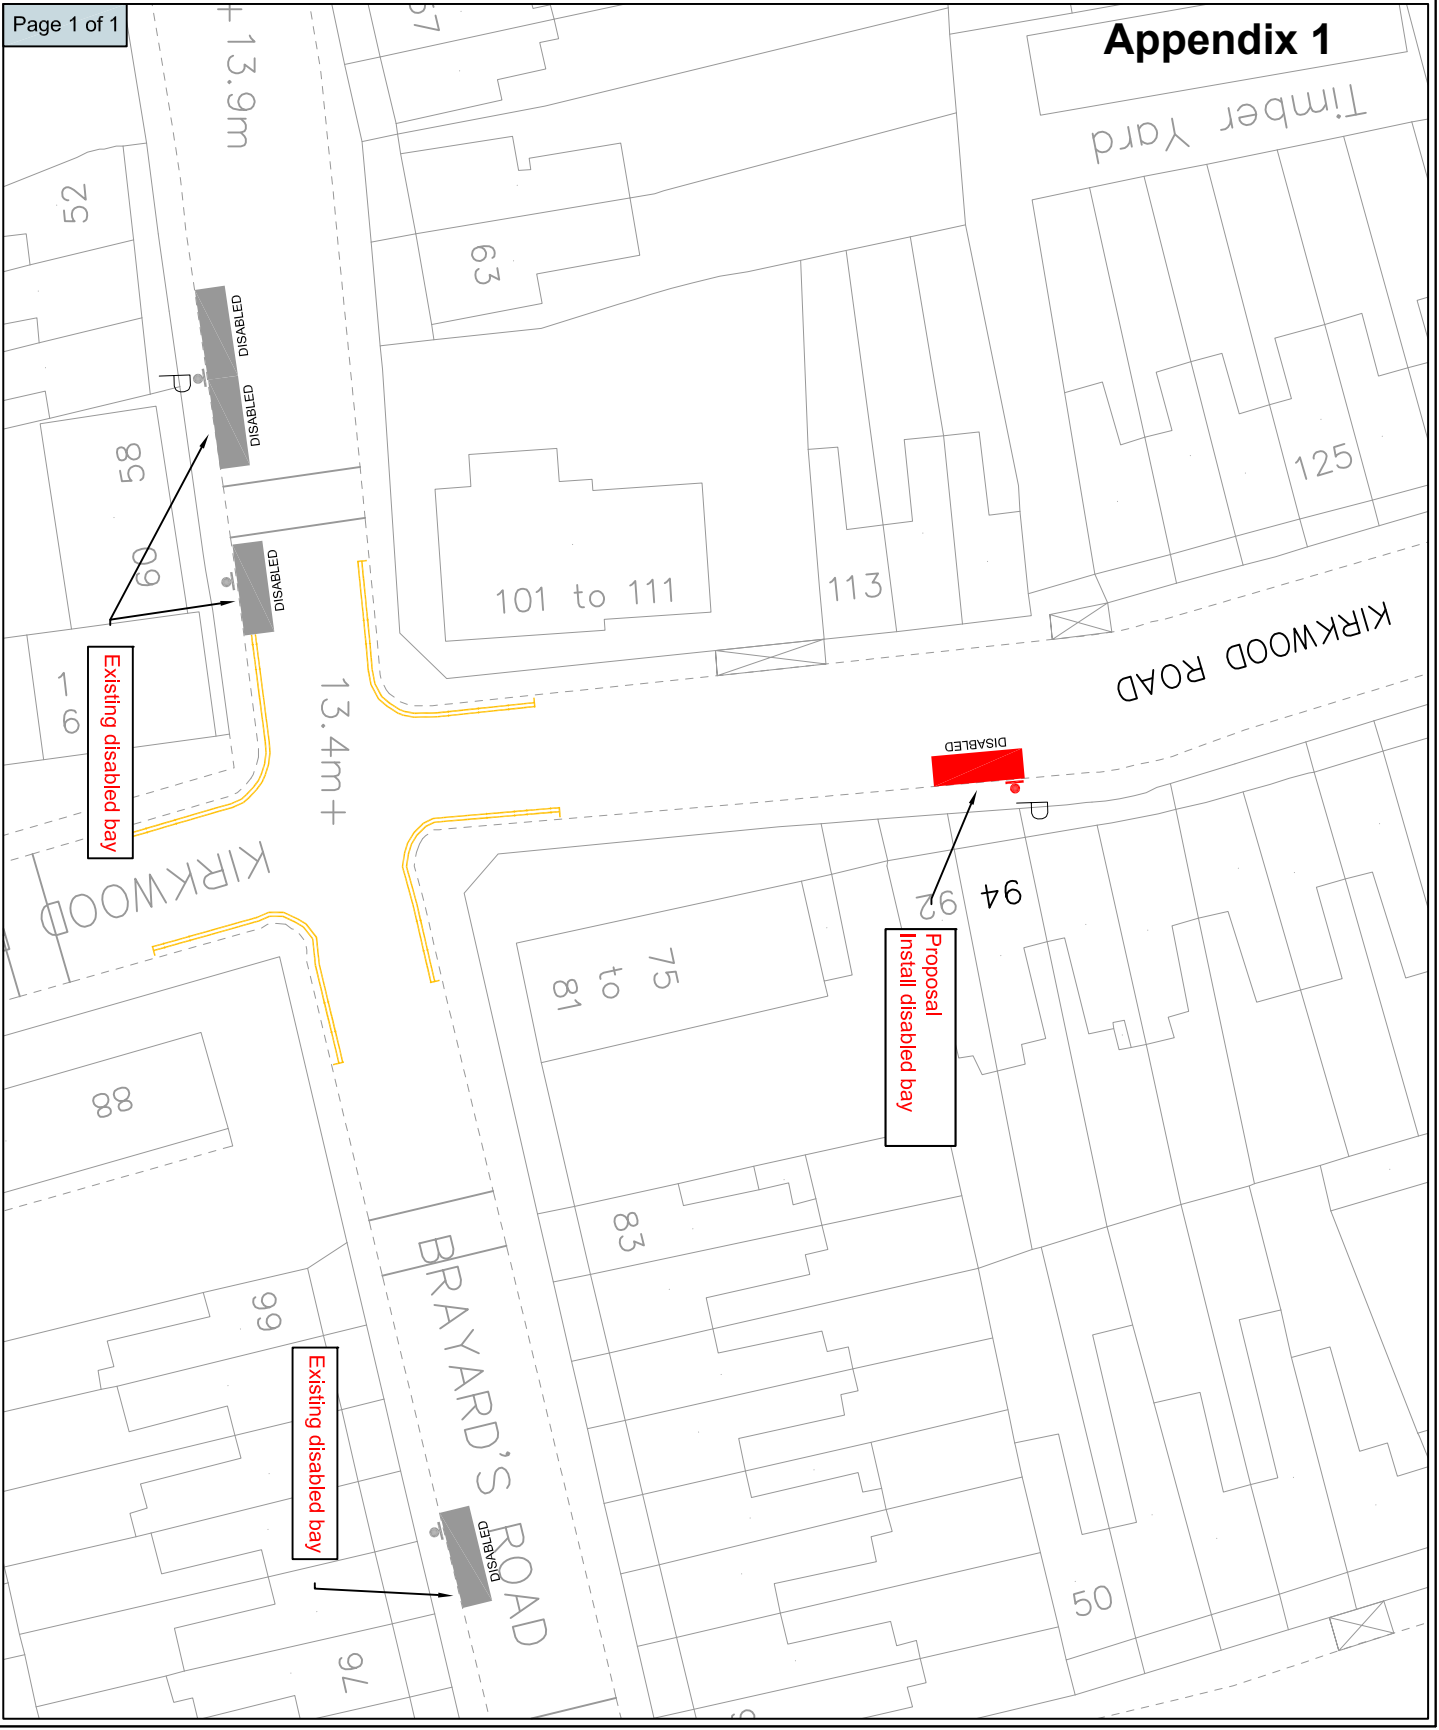 Page 1 of 1
Appendix 1
+ 13.9m
57
Timber Yard
52
63
DISABLED
DISABLED
P
58
60
125
DISABLED
101 to 111
113
KIRKWOOD ROAD
1
6
Existing disabled bay
13.4m+
DISABLED
P
KIRKWOOD
92
94
75
to
81
Proposal
Install disabled bay
88
83
BRAYARD'S ROAD
99
Existing disabled bay
DISABLED
50